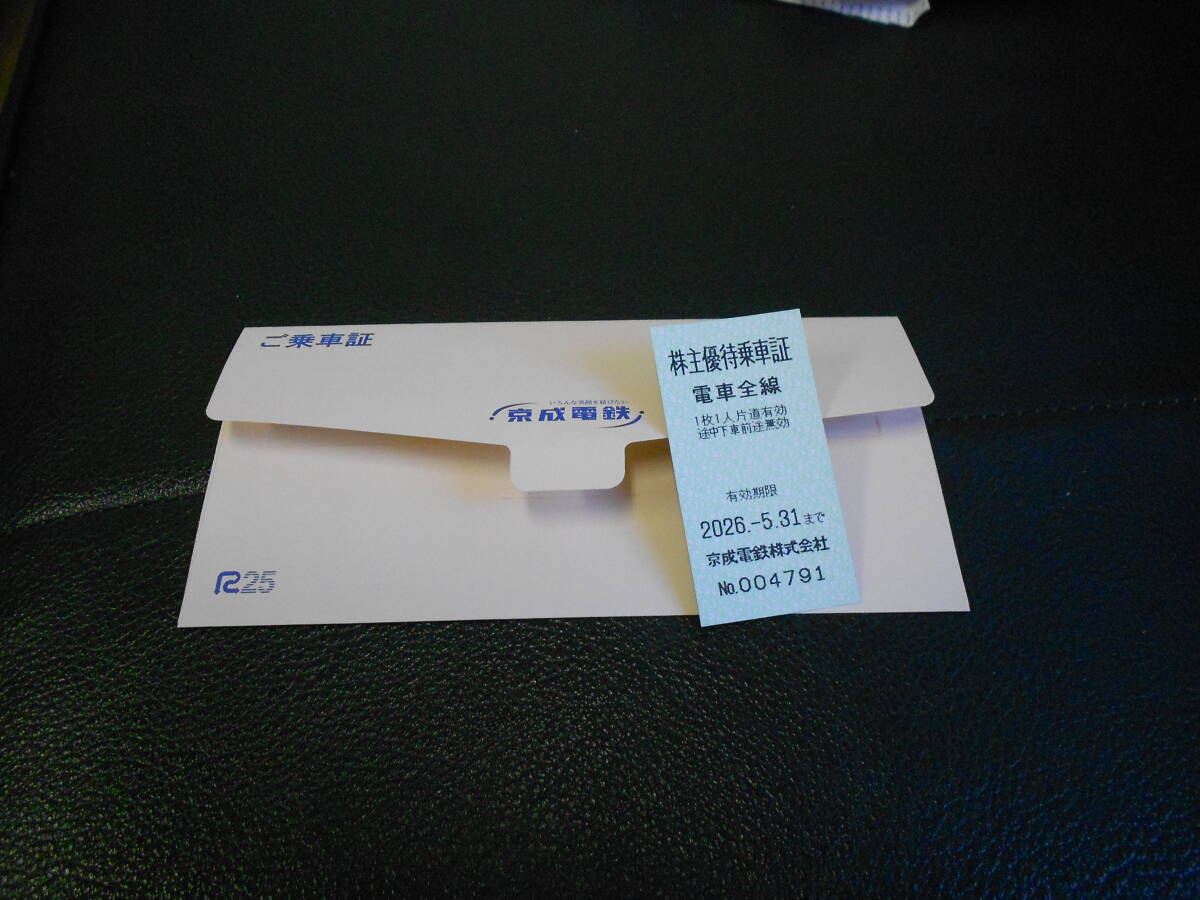 ご乗車証
いろんな笑顔を結びたい
京成電鉄
R25
株主優待乗車証
電車全線
1枚1人片道有効
途中下車前途無効
有効期限
2026.-5.31まで
京成電鉄株式会社
No.004791